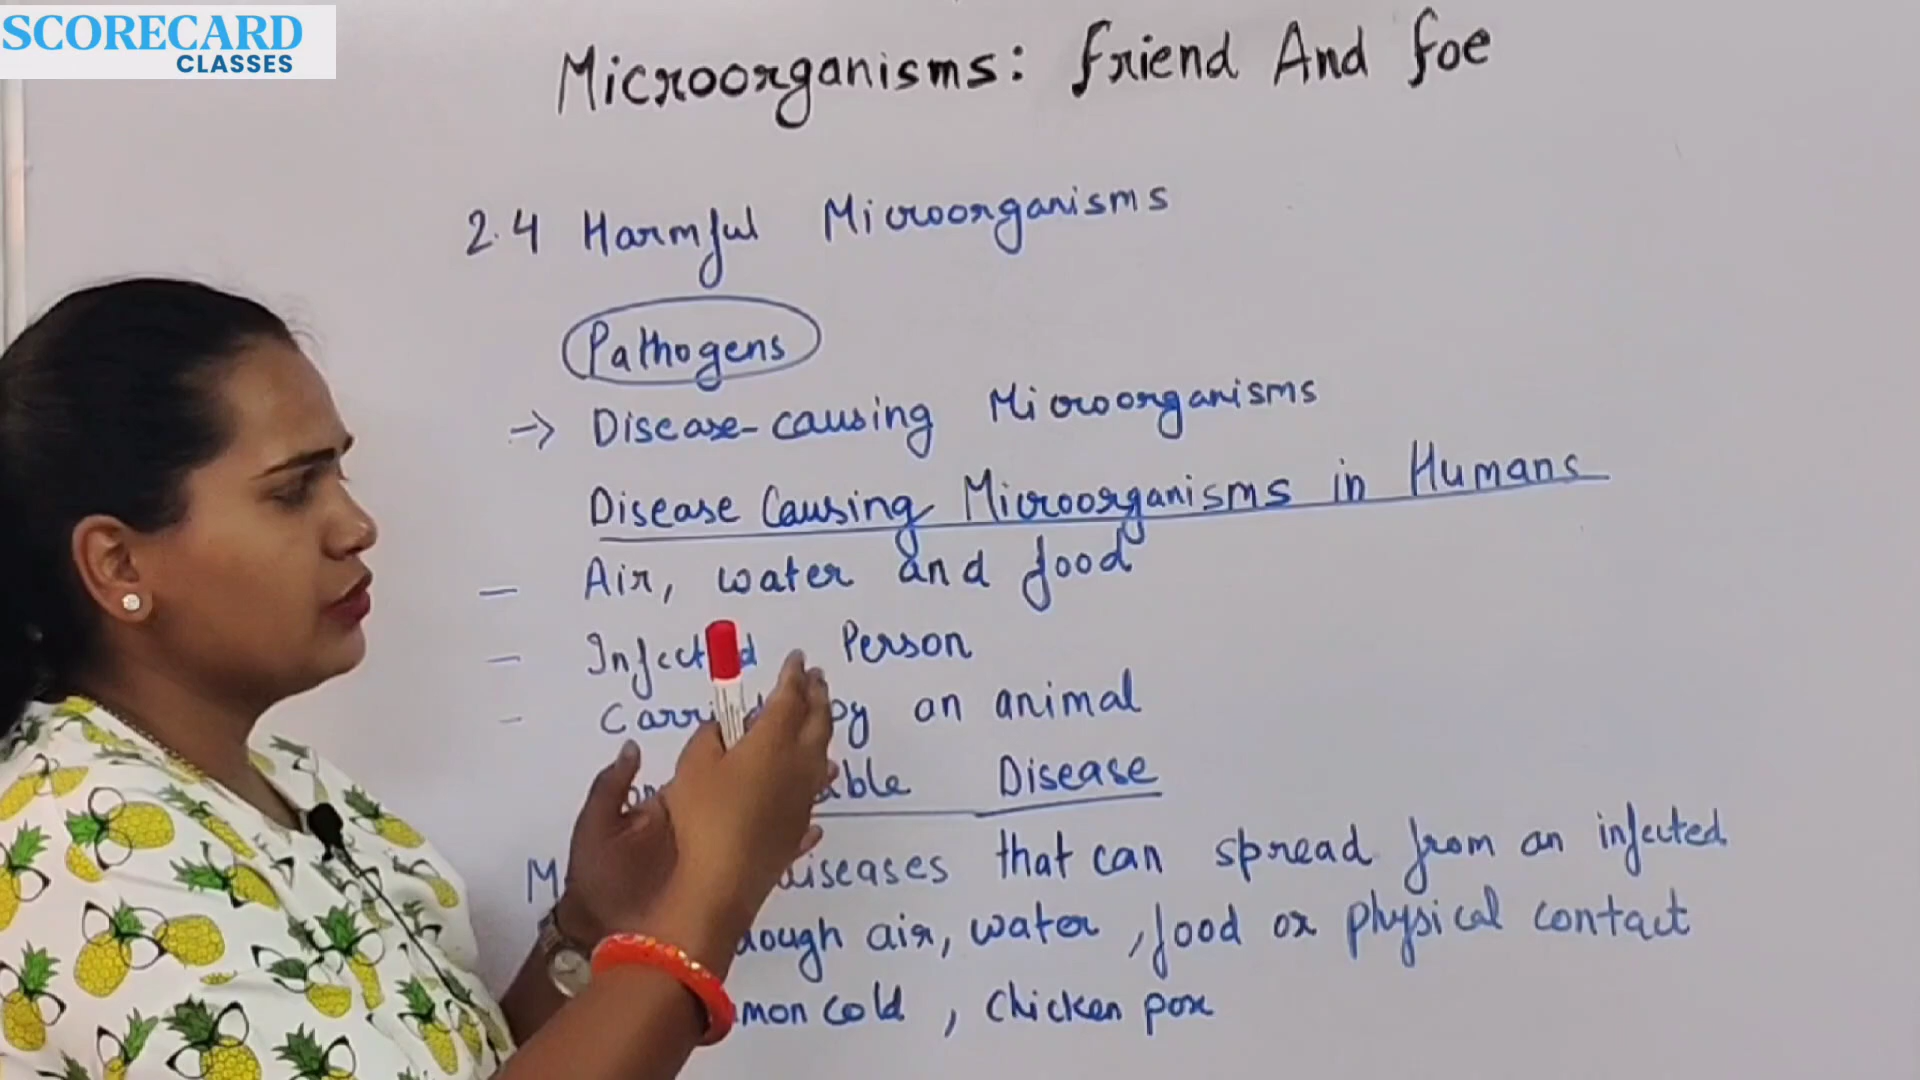 SCORECARD
CLASSES
Microorganisms: Friend And Foe
2.4 Harmful Microorganisms
Pathogens
→ Disease-causing Microorganisms
Disease Causing Microorganisms in Humans
- Air, water and food
- Person
- by an animal
Disease
diseases that can spread from an infected
air, water, food or physical contact
cold, chicken pox